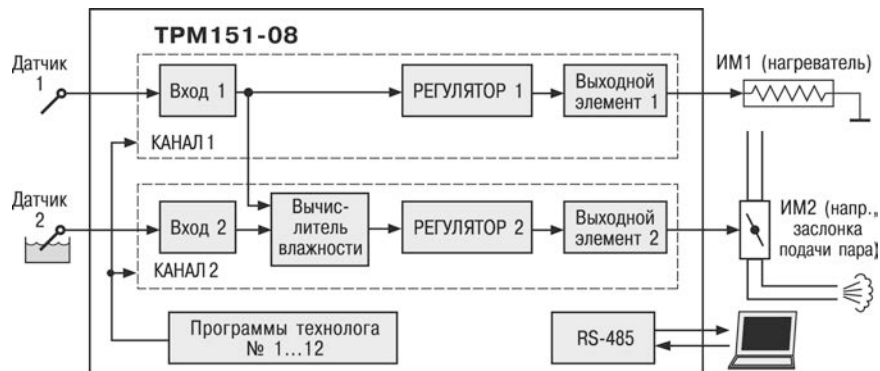 ТРМ151-08
Датчик
1
Вход 1
РЕГУЛЯТОР 1
Выходной
элемент 1
ИМ1 (нагреватель)
КАНАЛ 1
Датчик
2
Вход 2
Вычис-
литель
влажности
РЕГУЛЯТОР 2
Выходной
элемент 2
ИМ2 (напр.,
заслонка
подачи пара)
КАНАЛ 2
Программы технолога
№ 1...12
RS-485